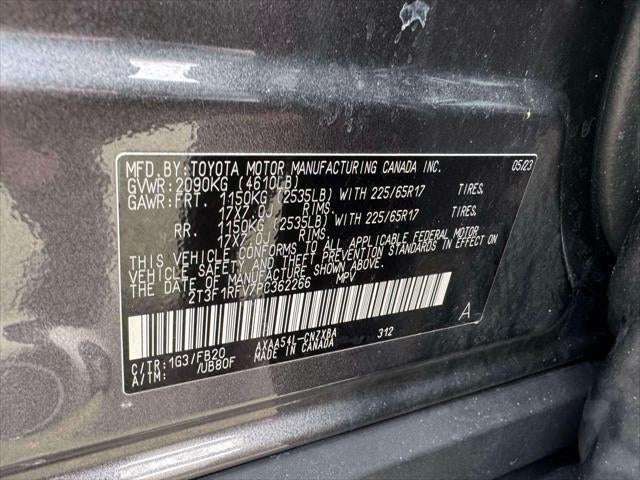 MFD.BY:TOYOTA MOTOR MANUFACTURING CANADA INC. 05/23
GVWR:2090KG (4610LB)
GAWR:FRT. 1150KG (2535LB) WITH 225/65R17 TIRES,
17X7.0J RIMS.
RR. 1150KG (2535LB) WITH 225/65R17 TIRES,
17X7.0J RIMS.
THIS VEHICLE CONFORMS TO ALL APPLICABLE FEDERAL MOTOR
VEHICLE SAFETY AND THEFT PREVENTION STANDARDS IN EFFECT ON
THE DATE OF MANUFACTURE SHOWN ABOVE.
2T3F1RFV7PC362266 MPV
A
AXAA54L-CNZXBA 312
C/TR:1G3/FB20 MADE IN CANADA
A/TM: /UB80F